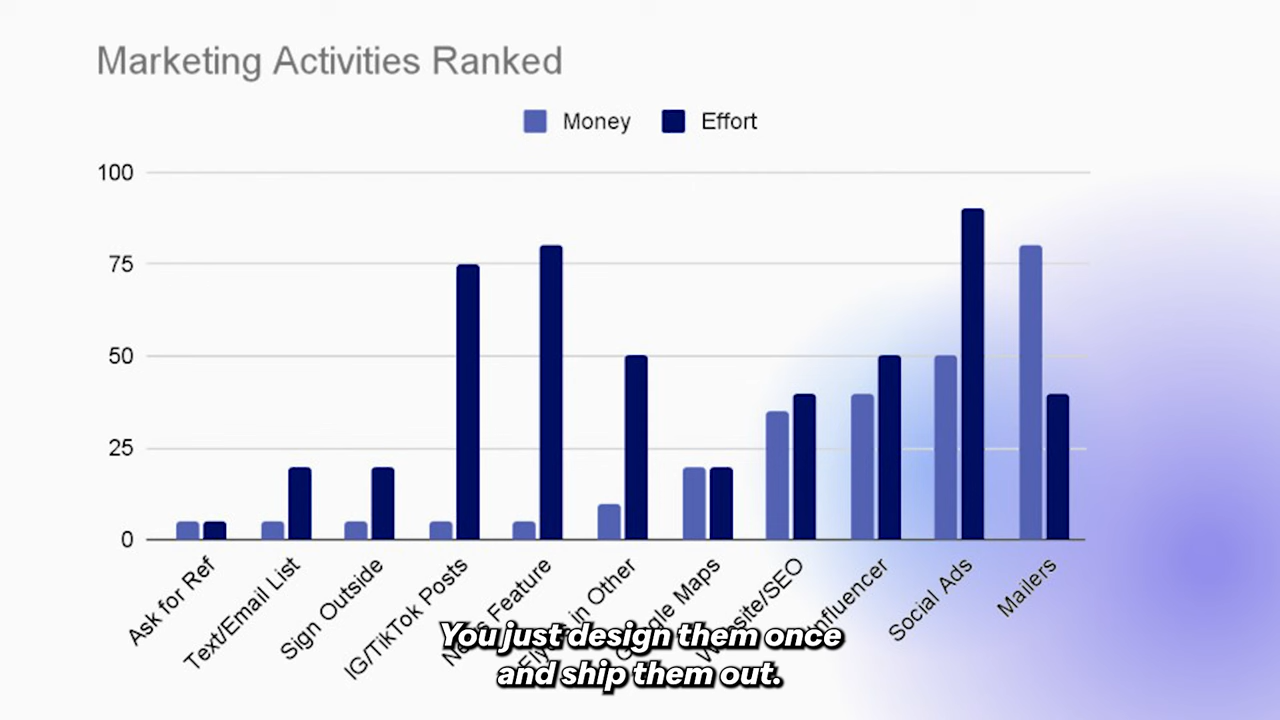 Marketing Activities Ranked
Money Effort
100
75
50
25
0
Ask for Ref
Text/Email List
Sign Outside
IG/TikTok Posts
Feature
in Other
Maps
Website/SEO
Influencer
Social Ads
Mailers
You just design them once
and ship them out.